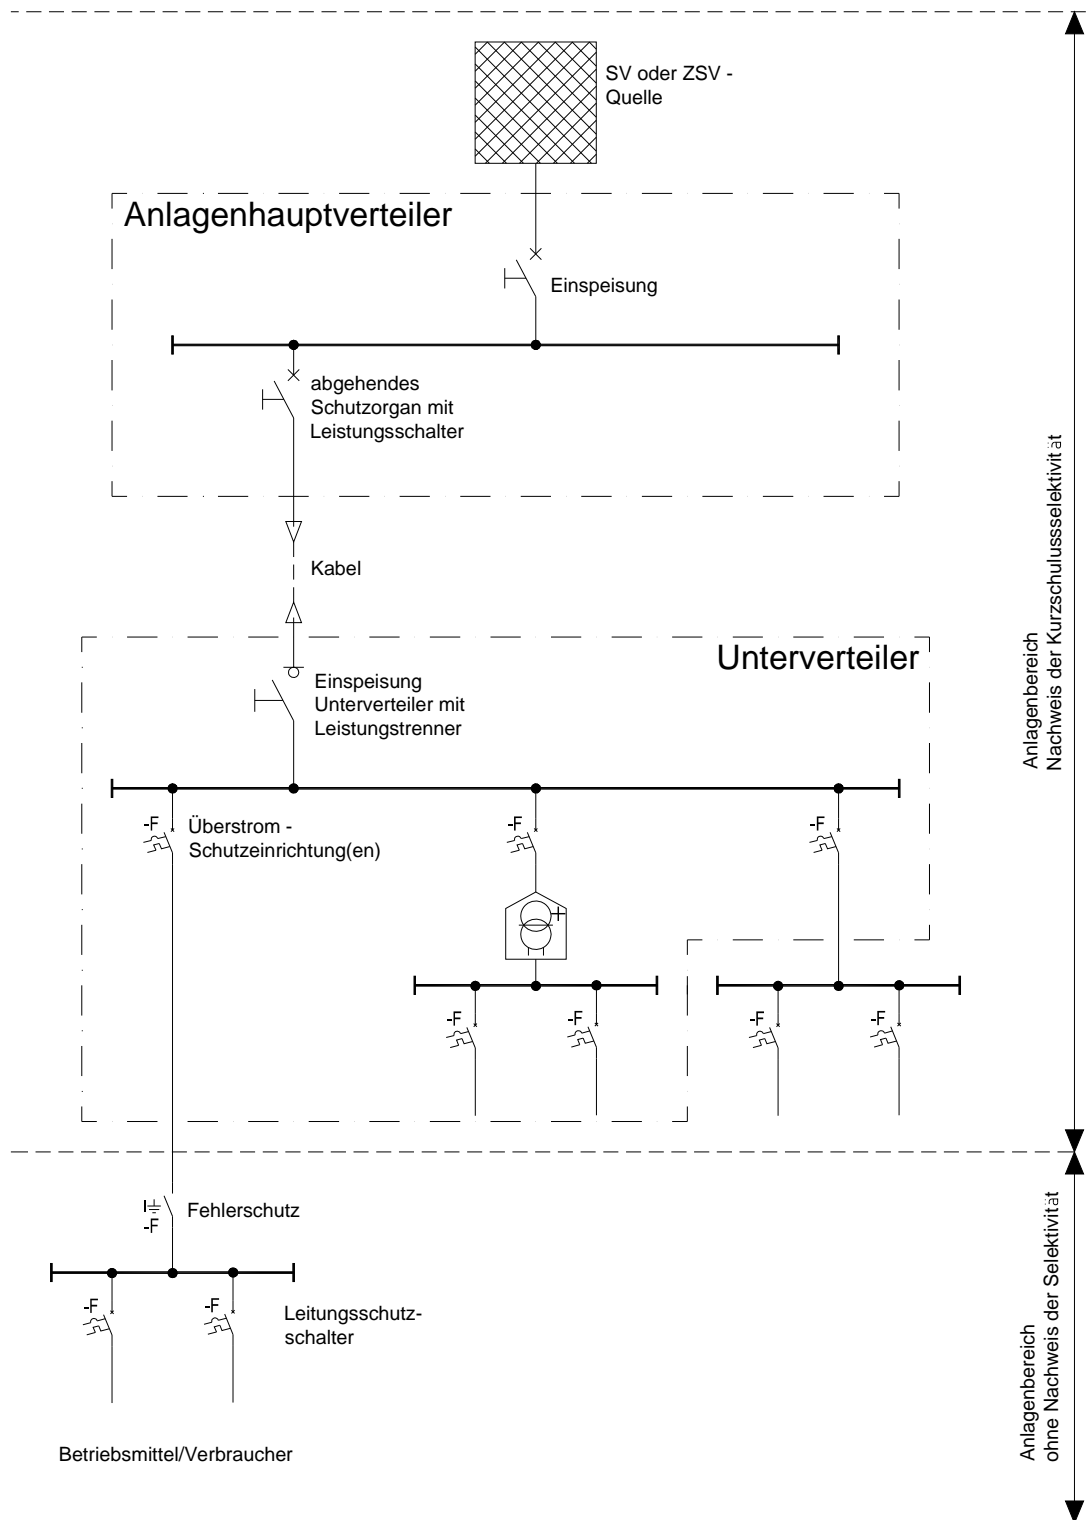 SV oder ZSV -
Quelle
Anlagenhauptverteiler
Einspeisung
abgehendes
Schutzorgan mit
Leistungsschalter
Kabel
Unterverteiler
Einspeisung
Unterverteiler mit
Leistungstrenner
-F
Überstrom -
Schutzeinrichtung(en)
-F
-F
-F
-F
-F
-F
Anlagenbereich
Nachweis der Kurzschulussselektivität
Fehlerschutz
-F
-F
-F
Leitungsschutz-
schalter
Betriebsmittel/Verbraucher
Anlagenbereich
ohne Nachweis der Selektivität